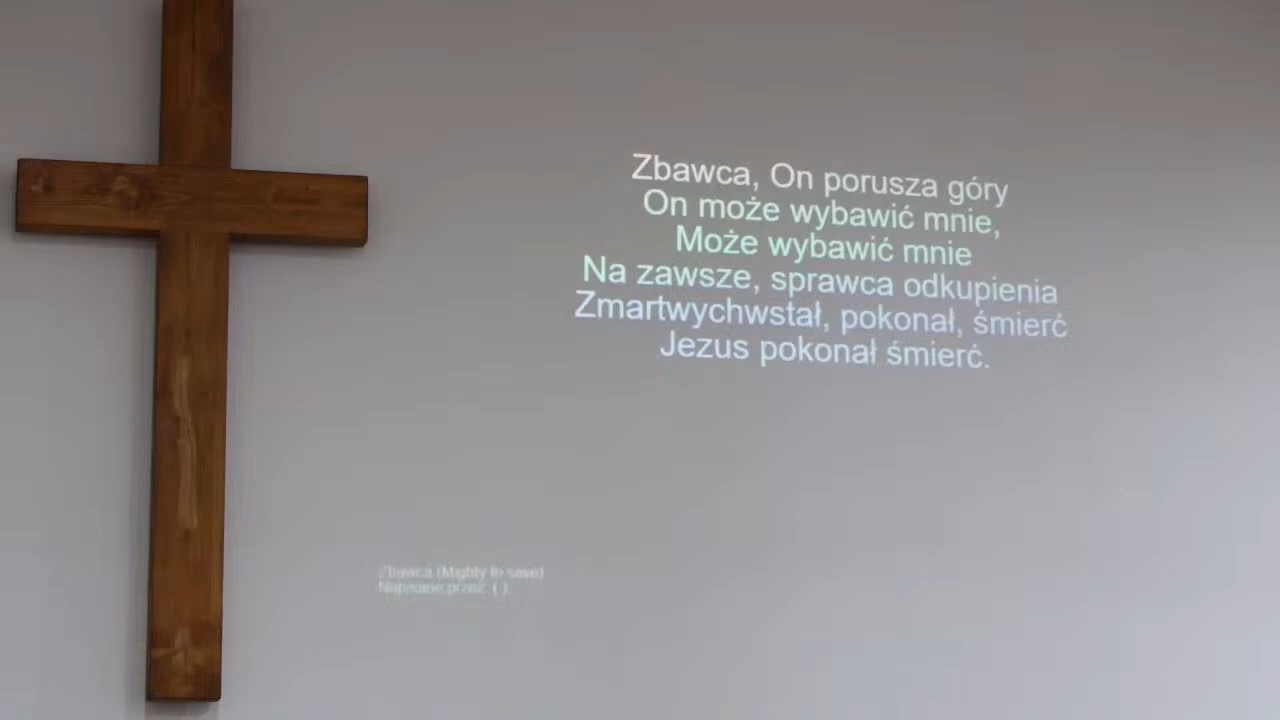 Zbawca, On porusza góry
On może wybawić mnie,
Może wybawić mnie
Na zawsze, sprawca odkupienia
Zmartwychwstał, pokonał, śmierć
Jezus pokonał śmierć.
Zbawca (Mighty to save)
Napisane przez: (-)